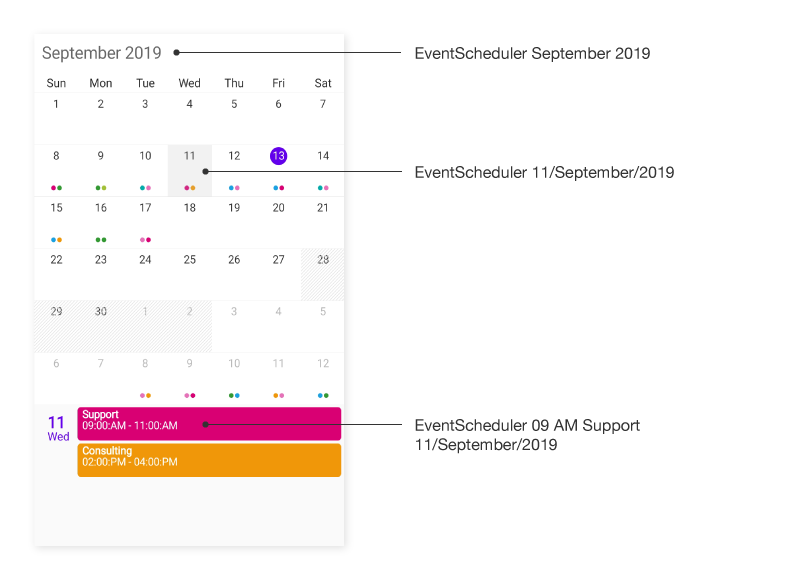 September 2019
EventScheduler September 2019
Sun Mon Tue Wed Thu Fri Sat
1 2 3 4 5 6 7
8 9 10 11 12 13 14
EventScheduler 11/September/2019
15 16 17 18 19 20 21
22 23 24 25 26 27 28
29 30 1 2 3 4 5
6 7 8 9 10 11 12
11
Wed
Support
09:00:AM - 11:00:AM
EventScheduler 09 AM Support
11/September/2019
Consulting
02:00:PM - 04:00:PM